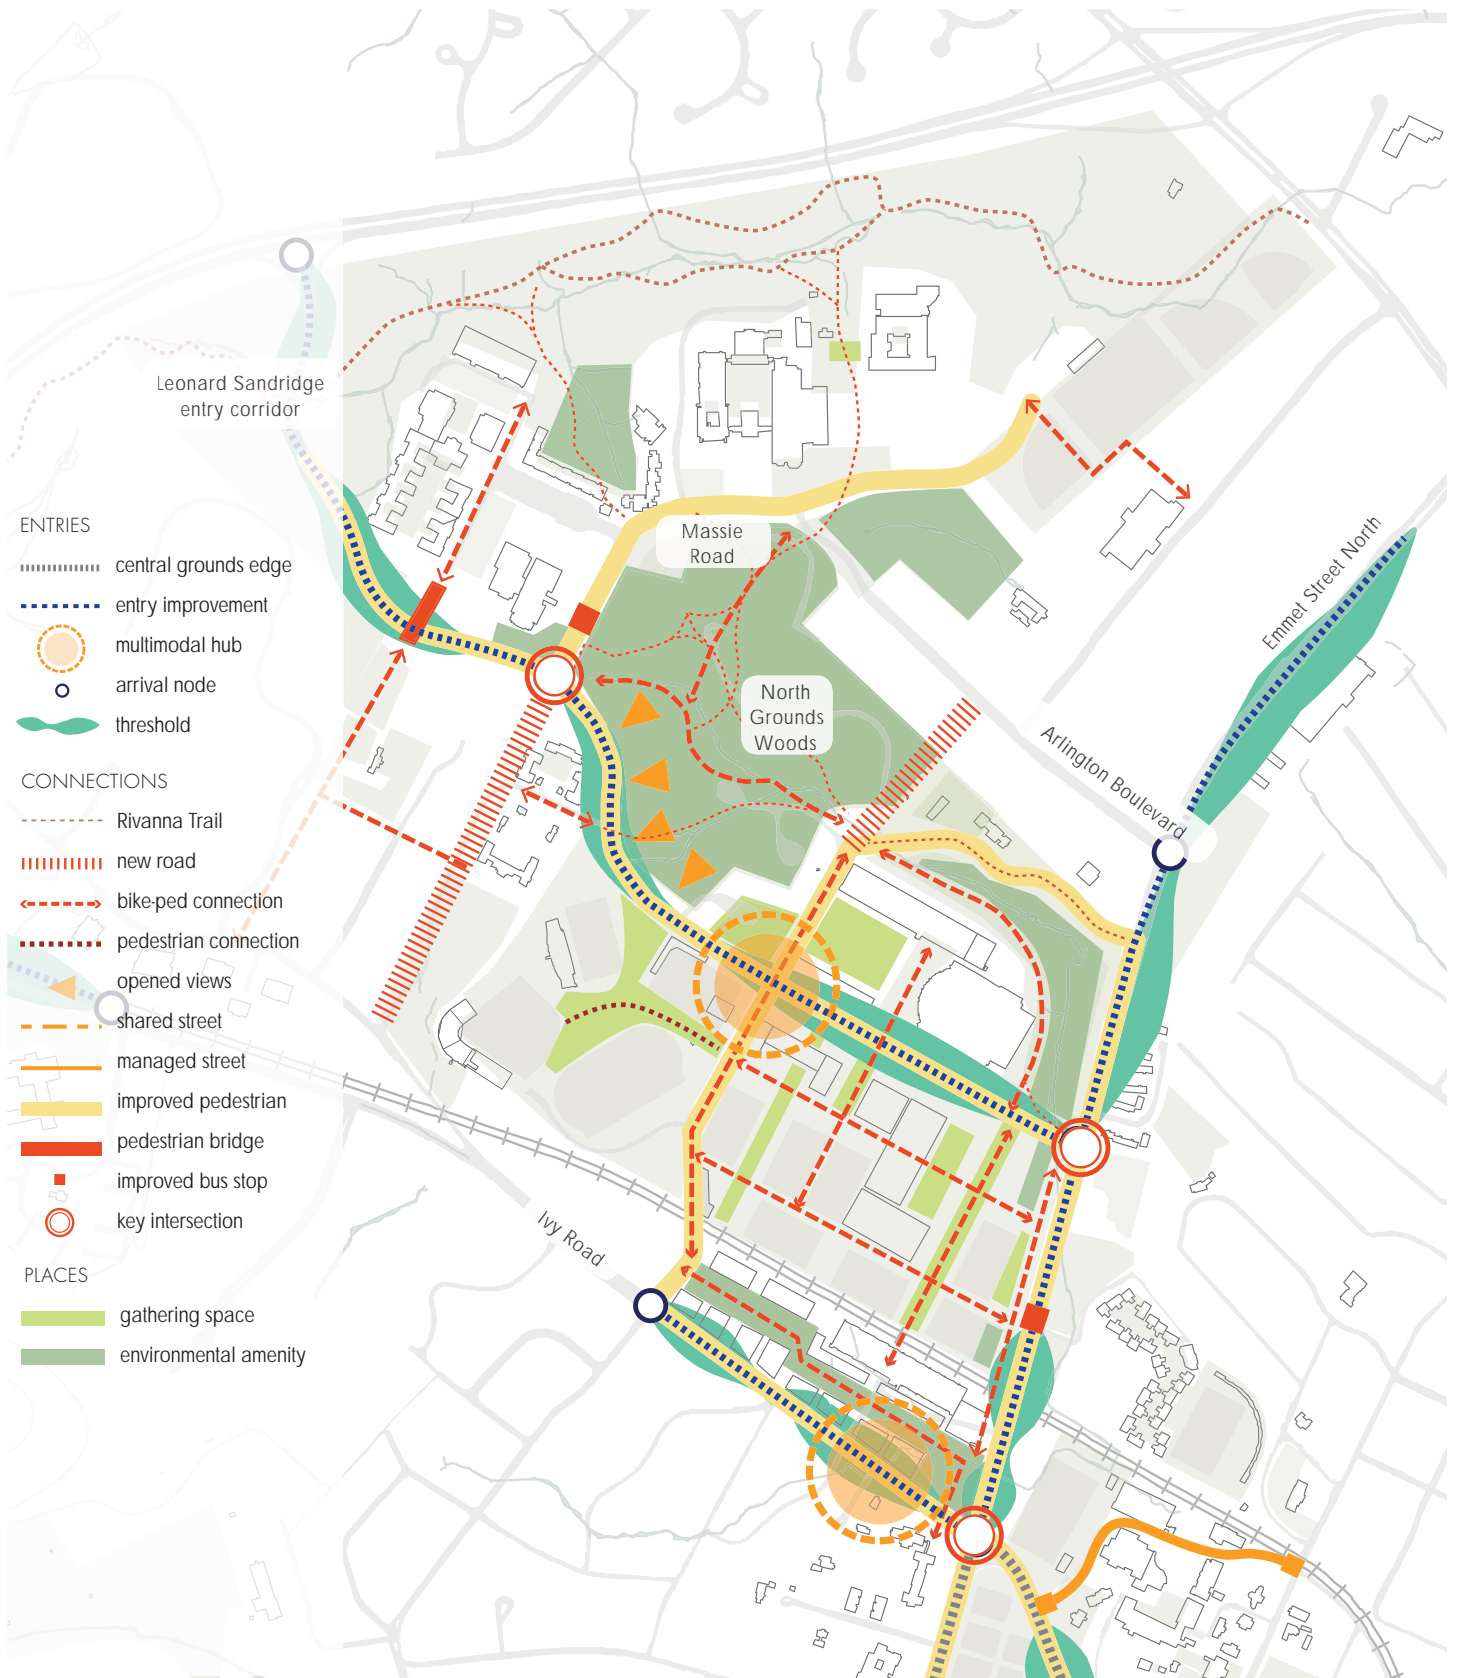 Leonard Sandridge
entry corridor
ENTRIES
central grounds edge
entry improvement
multimodal hub
arrival node
threshold
CONNECTIONS
Rivanna Trail
new road
bike-ped connection
pedestrian connection
opened views
shared street
managed street
improved pedestrian
pedestrian bridge
improved bus stop
key intersection
PLACES
gathering space
environmental amenity
Massie
Road
North
Grounds
Woods
Emmet Street North
Arlington Boulevard
Ivy Road